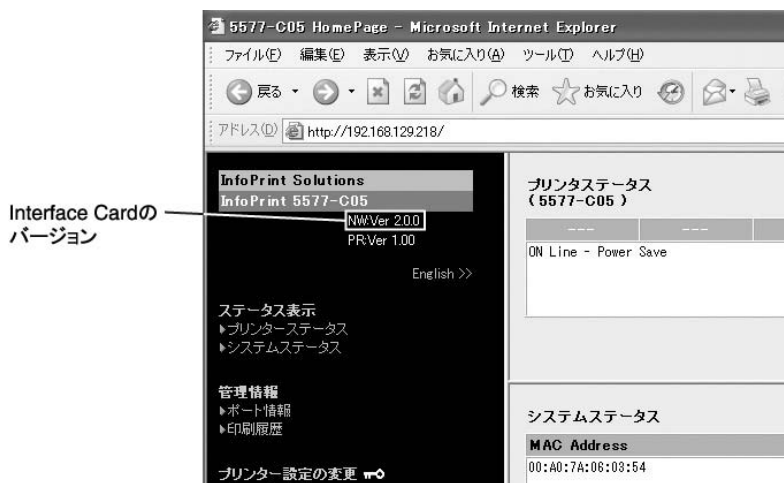 5577-C05 HomePage - Microsoft Internet Explorer
ファイル(F) 編集(E) 表示(V) お気に入り(A) ツール(T) ヘルプ(H)
戻る 検索 お気に入り
アドレス(D) http://192.168.129.218/
Interface Cardの
バージョン
InfoPrint Solutions
InfoPrint 5577-C05
NW:Ver 2.0.0
PR:Ver 1.00
English >>
ステータス表示
プリンターステータス
システムステータス
管理情報
ポート情報
印刷履歴
プリンター設定の変更
プリンタステータス
( 5577-C05 )
--- ---
ON Line - Power Save
システムステータス
MAC Address
00:A0:7A:06:03:54